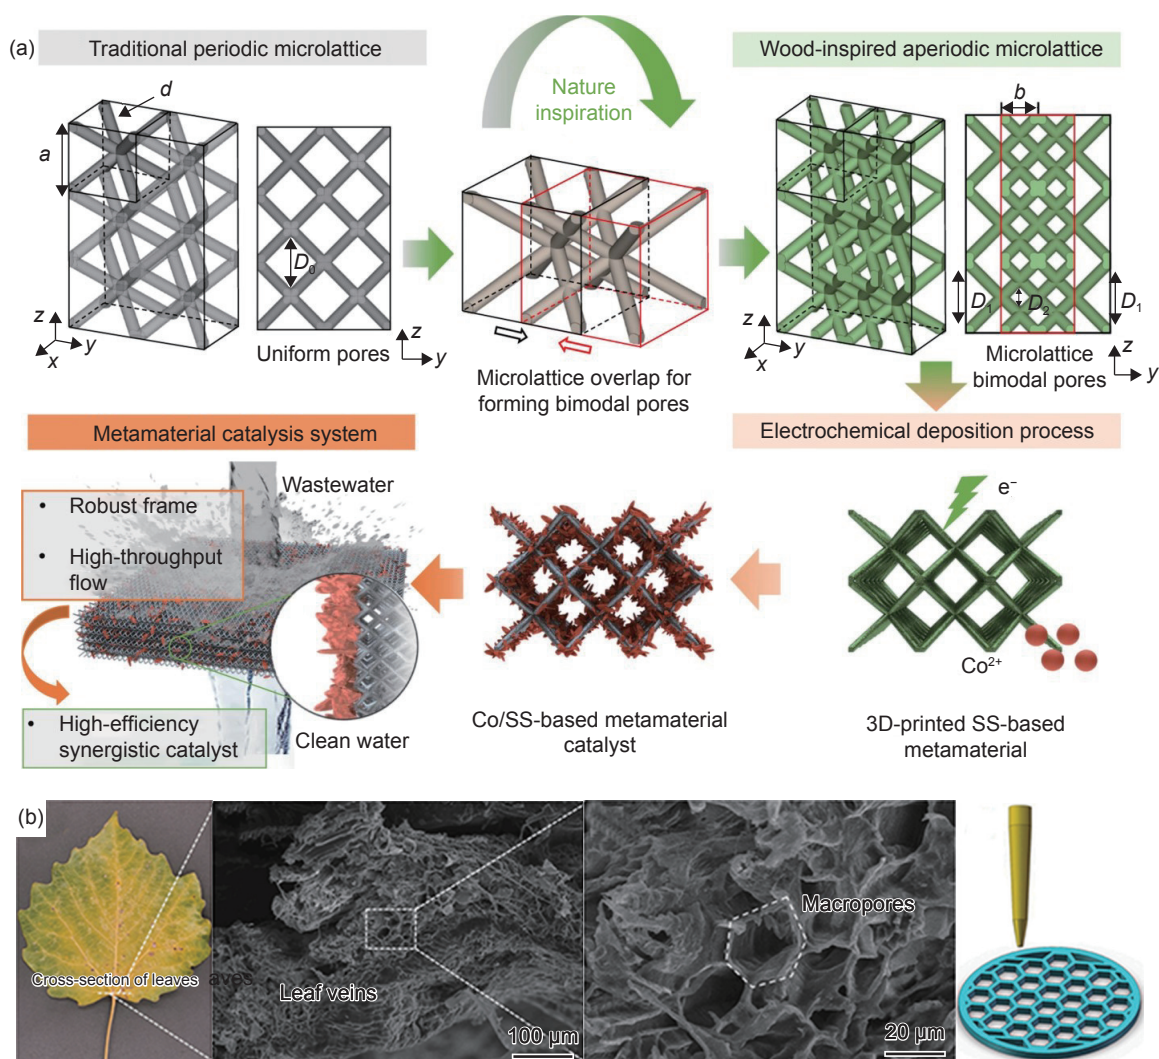 (a)
Traditional periodic microlattice
Nature
inspiration
Wood-inspired aperiodic microlattice
d
a
D₀
z
y
x
Uniform pores
z
y
Microlattice overlap for
forming bimodal pores
b
D₁
D₂
D₁
z
y
x
Microlattice
bimodal pores
z
y
Metamaterial catalysis system
Electrochemical deposition process
• Robust frame
• High-throughput
flow
Wastewater
• High-efficiency
synergistic catalyst
Clean water
Co/SS-based metamaterial
catalyst
e⁻
Co²⁺
3D-printed SS-based
metamaterial
(b)
Cross-section of leaves aves
Leaf veins
100 μm
Macropores
20 μm